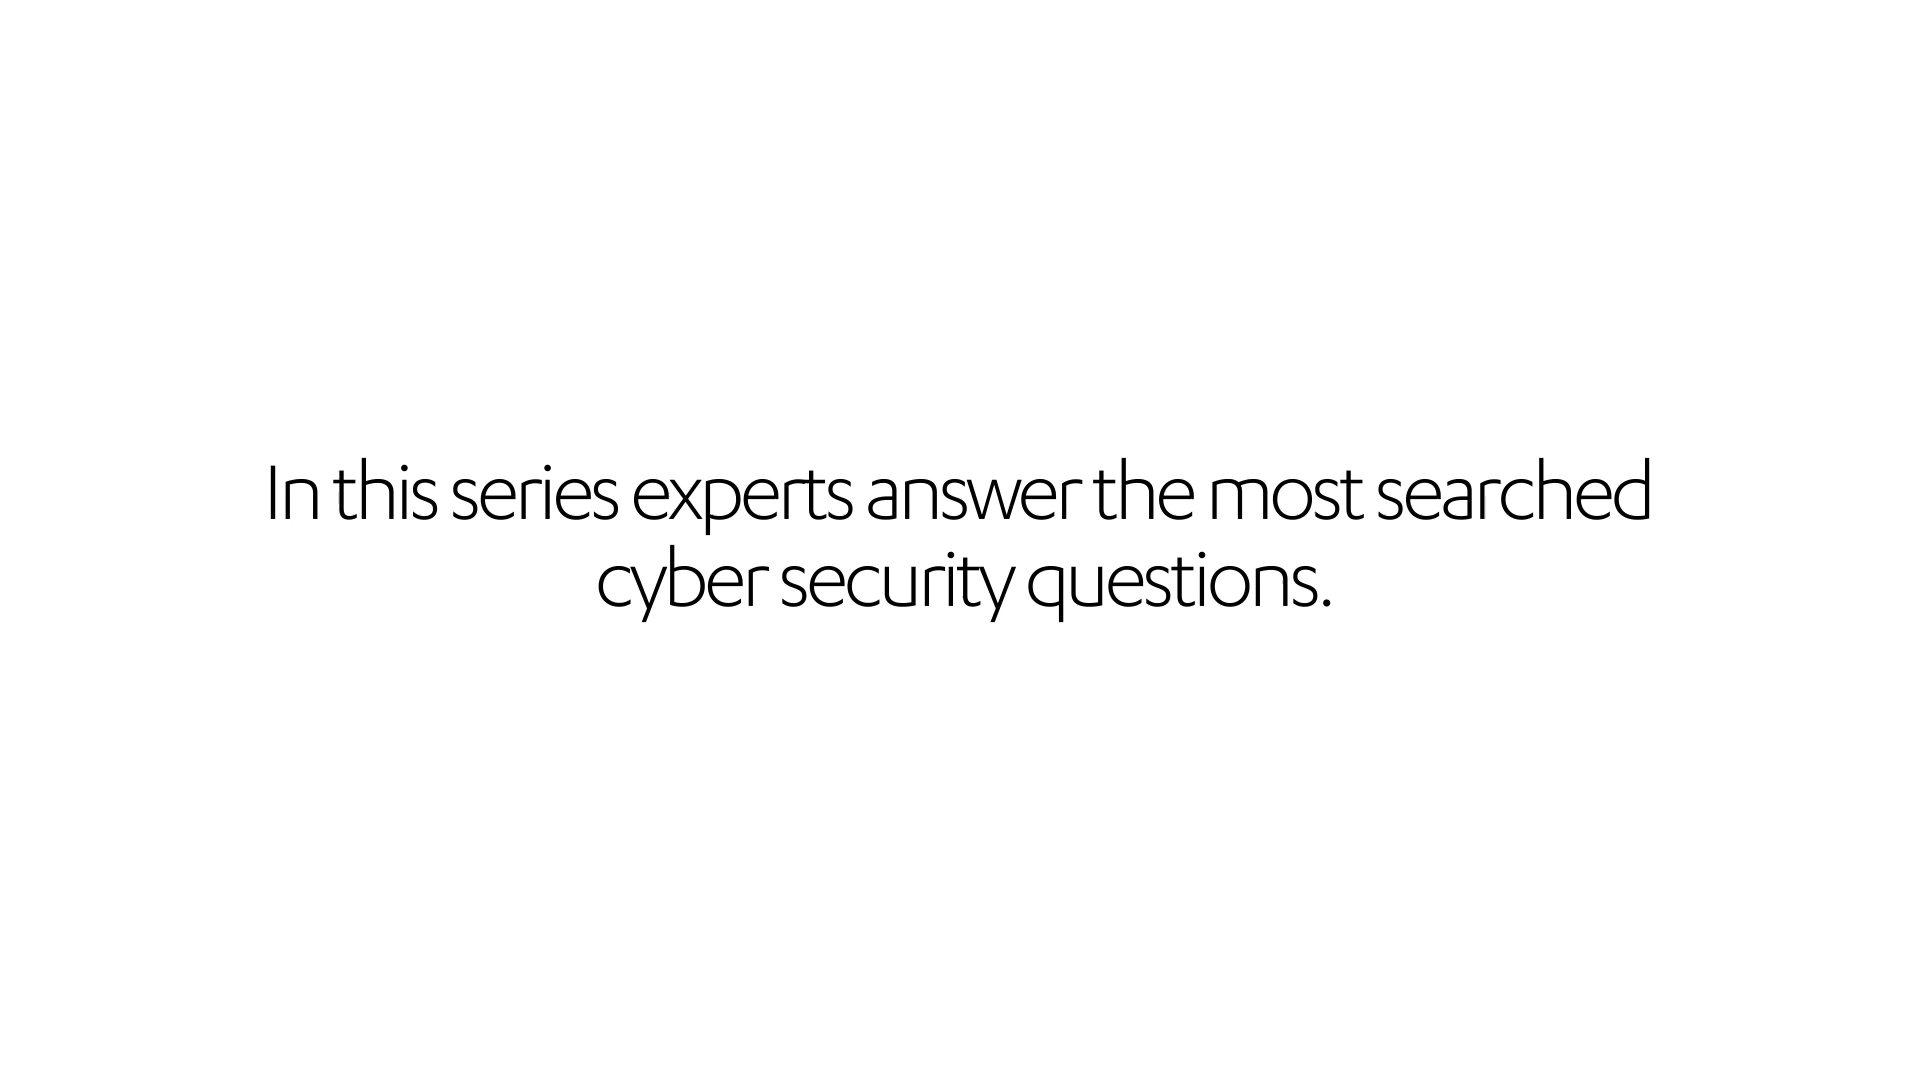 In this series experts answer the most searched
cyber security questions.